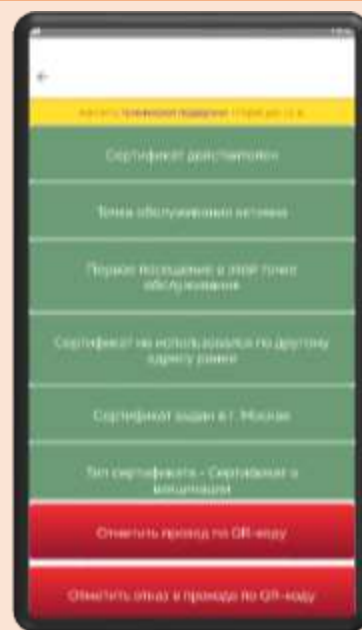 Сертификат действителен
Точка обслуживания активна
Первое посещение в этой точке
обслуживания
Сертификат не использовался по другому
адресу ранее
Сертификат выдан в г. Москва
Тип сертификата - Сертификат о
вакцинации
Отметить проход по QR-коду
Отметить отказ в проходе по QR-коду